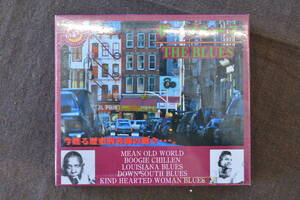 THE BLUES
MEAN OLD WORLD
BOOGIE CHILLEN
LOUISIANA BLUES
DOWN SOUTH BLUES
KIND HEARTED WOMAN BLUES